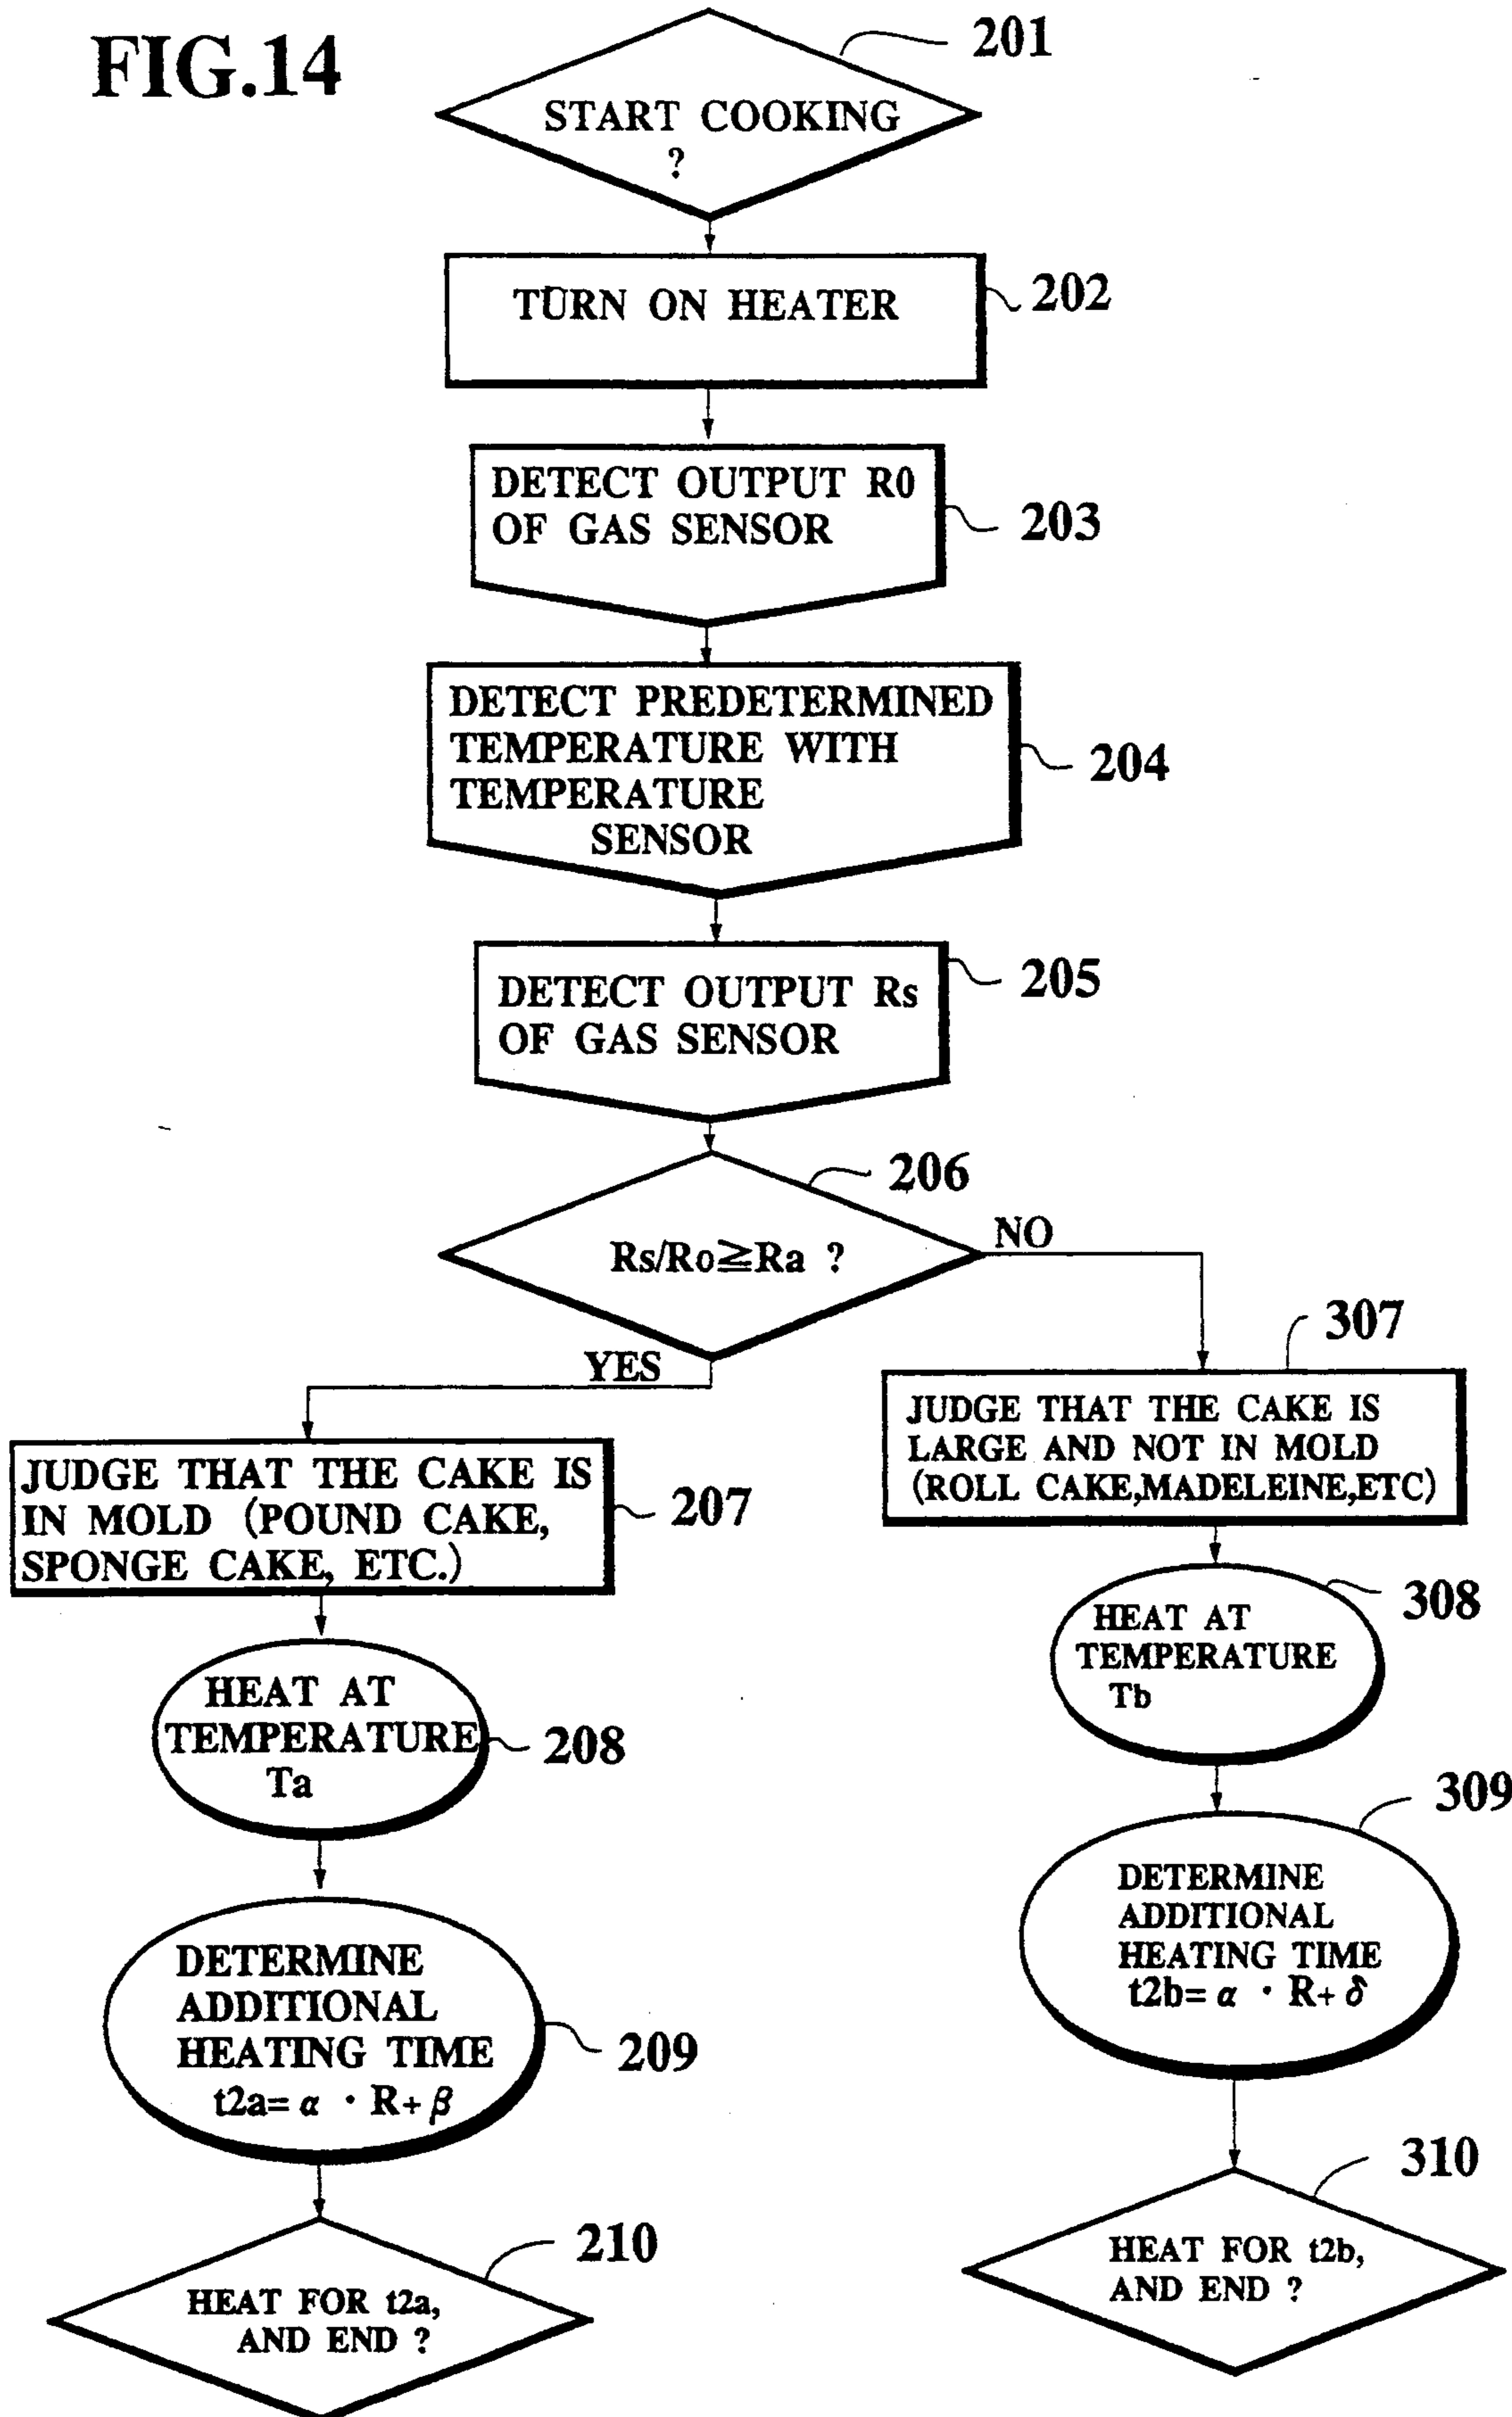 FIG.14
201
START COOKING
?
TURN ON HEATER
202
DETECT OUTPUT R0
OF GAS SENSOR
203
DETECT PREDETERMINED
TEMPERATURE WITH
TEMPERATURE
SENSOR
204
DETECT OUTPUT Rs
OF GAS SENSOR
205
206
Rs/Ro≧Ra ?
NO
YES
JUDGE THAT THE CAKE IS
IN MOLD (POUND CAKE,
SPONGE CAKE, ETC.)
207
HEAT AT
TEMPERATURE
Ta
208
DETERMINE
ADDITIONAL
HEATING TIME
t2a= α · R+ β
209
210
HEAT FOR t2a,
AND END ?
307
JUDGE THAT THE CAKE IS
LARGE AND NOT IN MOLD
(ROLL CAKE,MADELEINE,ETC)
308
HEAT AT
TEMPERATURE
Tb
309
DETERMINE
ADDITIONAL
HEATING TIME
t2b= α · R+ δ
310
HEAT FOR t2b,
AND END ?